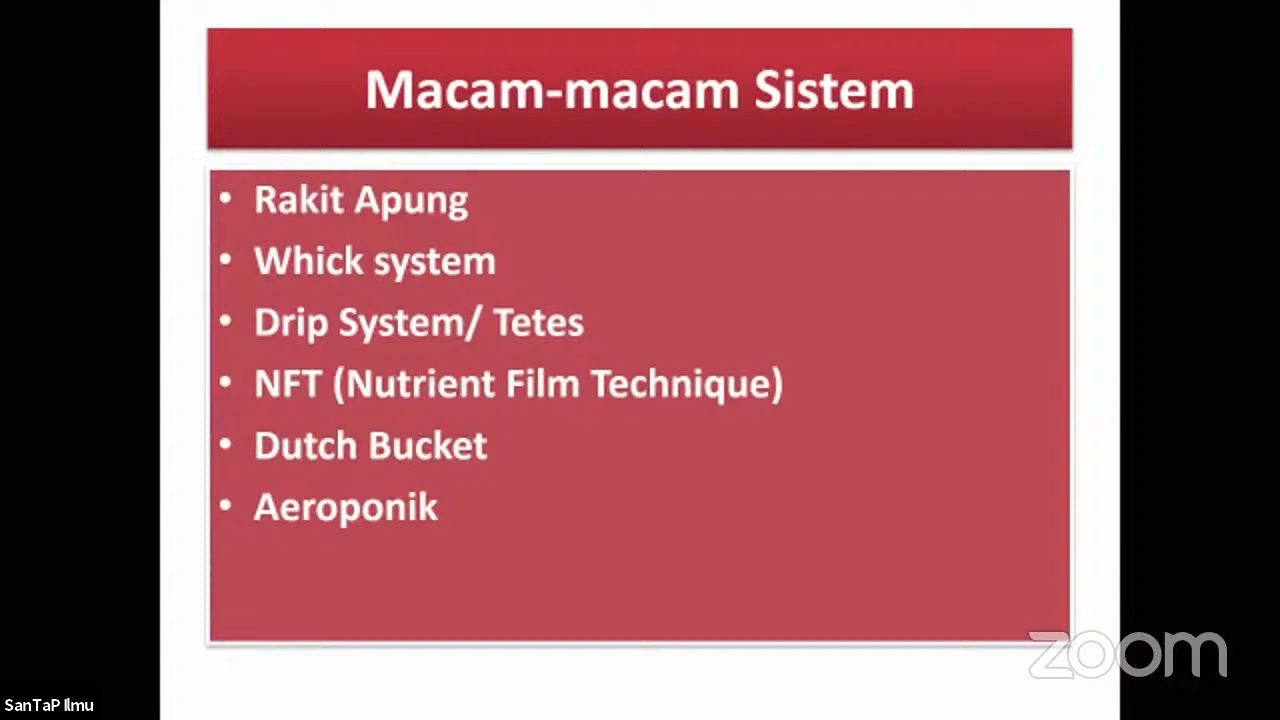 Macam-macam Sistem
• Rakit Apung
• Whick system
• Drip System/ Tetes
• NFT (Nutrient Film Technique)
• Dutch Bucket
• Aeroponik
zoom
SanTaP Ilmu